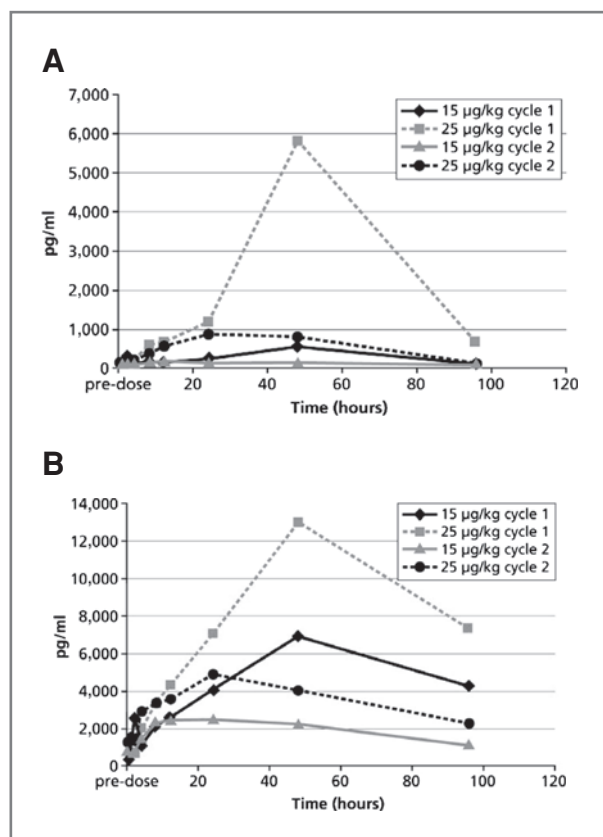 A
7,000
6,000
5,000
4,000
3,000
2,000
1,000
0
pg/ml
15 µg/kg cycle 1
25 µg/kg cycle 1
15 µg/kg cycle 2
25 µg/kg cycle 2
pre-dose 20 40 60 80 100 120
Time (hours)
B
14,000
12,000
10,000
8,000
6,000
4,000
2,000
0
pg/ml
15 µg/kg cycle 1
25 µg/kg cycle 1
15 µg/kg cycle 2
25 µg/kg cycle 2
pre-dose 20 40 60 80 100 120
Time (hours)